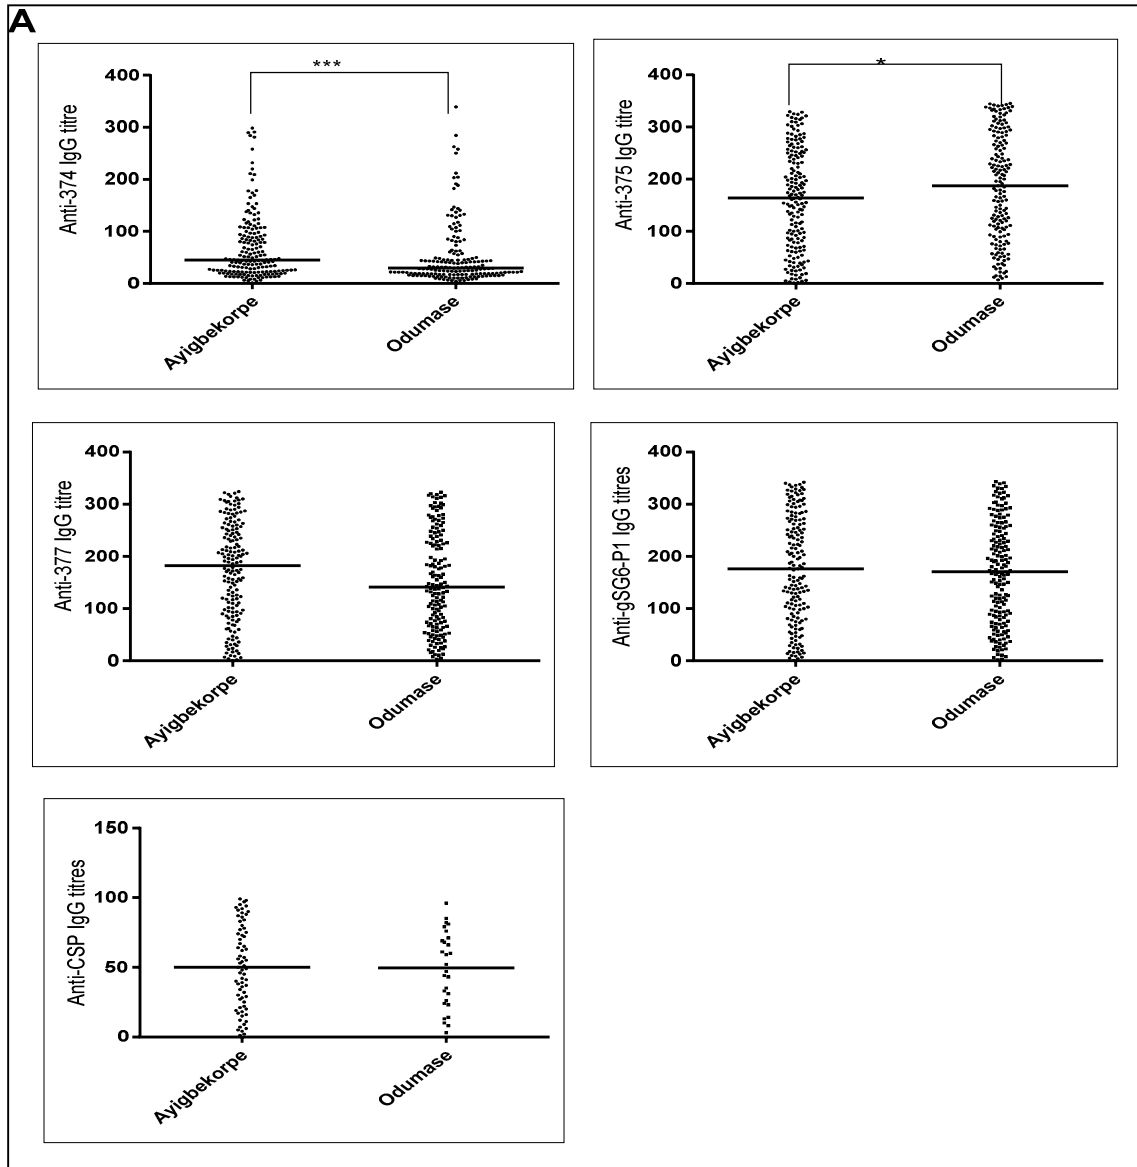 A
***
400
300
200
100
0
Anti-374 IgG titre
Ayigbekorpe
Odumase
*
400
300
200
100
0
Anti-375 IgG titre
Ayigbekorpe
Odumase
400
300
200
100
0
Anti-377 IgG titre
Ayigbekorpe
Odumase
400
300
200
100
0
Anti-gSG6-P1 IgG titres
Ayigbekorpe
Odumase
150
100
50
0
Anti-CSP IgG titres
Ayigbekorpe
Odumase